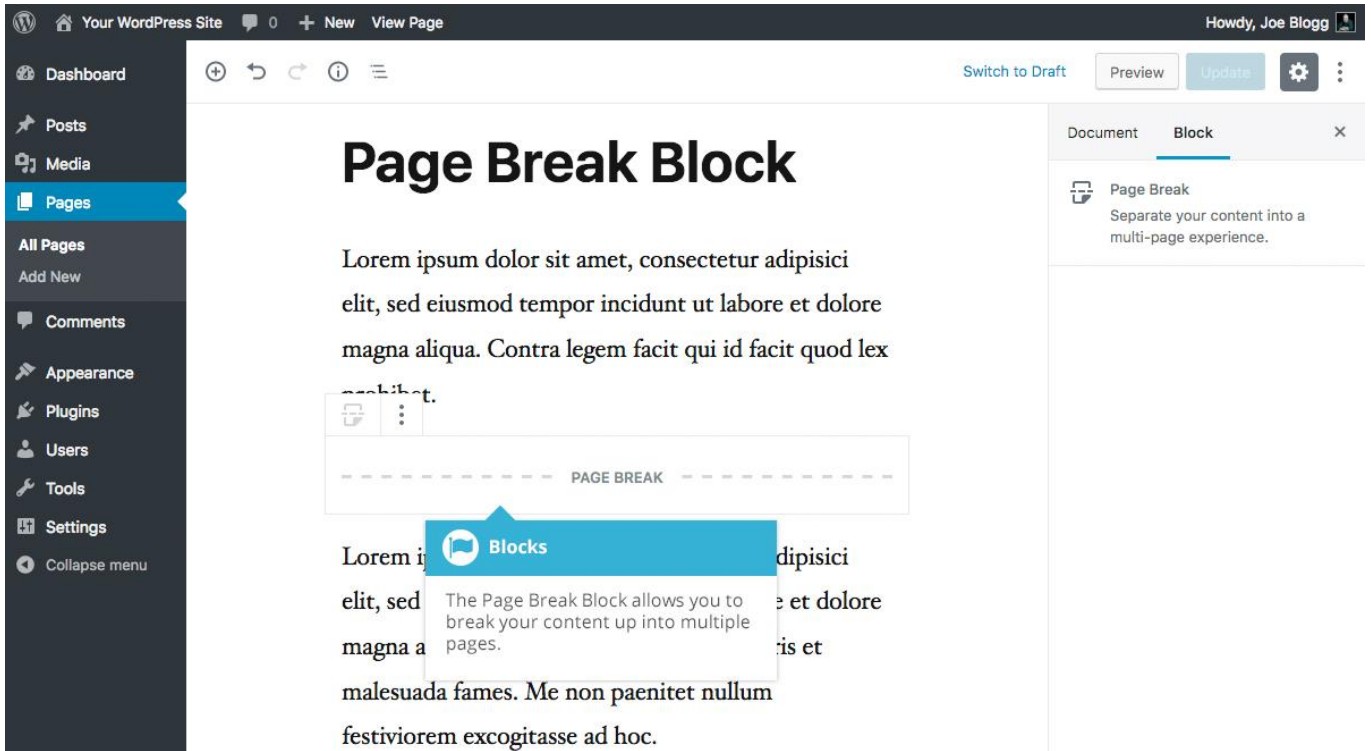 Your WordPress Site 0 New View Page Howdy, Joe Blogg
Dashboard
Posts
Media
Pages
All Pages
Add New
Comments
Appearance
Plugins
Users
Tools
Settings
Collapse menu
Switch to Draft Preview Update
Page Break Block
Lorem ipsum dolor sit amet, consectetur adipisici
elit, sed eiusmod tempor incidunt ut labore et dolore
magna aliqua. Contra legem facit qui id facit quod lex
prohibet.
PAGE BREAK
Blocks
The Page Break Block allows you to
break your content up into multiple
pages.
Lorem dipisici
elit, sed et dolore
magna et
malesuada fames. Me non paenitet nullum
festiviorem excogitasse ad hoc.
Document Block
Page Break
Separate your content into a
multi-page experience.